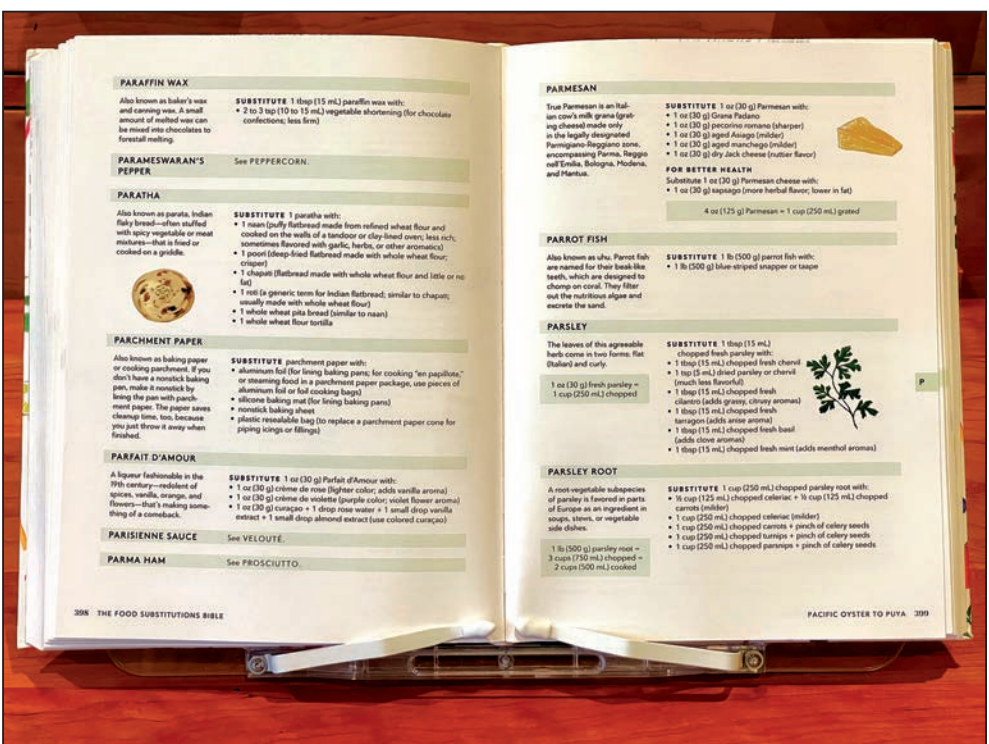 PARAFFIN WAX
Also known as baker's wax
and canning wax. A small
amount of melted wax can
be mixed into chocolates to
forestall melting.
SUBSTITUTE 1 tbsp (15 mL) paraffin wax with:
• 2 to 3 tsp (10 to 15 mL) vegetable shortening (for chocolate
confections; less firm)
PARAMESWARAN'S
PEPPER
See PEPPERCORN.
PARATHA
Also known as parata. Indian
flaky bread—often stuffed
with spicy vegetable or meat
mixtures—that is fried or
cooked on a griddle.
SUBSTITUTE 1 paratha with:
• 1 naan (puffy flatbread made from refined wheat flour and
cooked on the walls of a tandoor or clay-lined oven; less rich;
sometimes flavored with garlic, herbs, or other aromatics)
• 1 poori (deep-fried flatbread made with whole wheat flour;
crisper)
• 1 chapati (flatbread made with whole wheat flour and little or no
fat)
• 1 roti (a generic term for Indian flatbread; similar to chapati;
usually made with whole wheat flour)
• 1 whole wheat pita bread (similar to naan)
• 1 whole wheat flour tortilla
PARCHMENT PAPER
Also known as baking paper
or cooking parchment. If you
don't have a nonstick baking
pan, make it nonstick by
lining the pan with parch-
ment paper. The paper saves
cleanup time, too, because
you just throw it away when
finished.
SUBSTITUTE parchment paper with:
• aluminum foil (for lining baking pans; for cooking "en papillote,"
or steaming food in a parchment paper package, use pieces of
aluminum foil or foil cooking bags)
• silicone baking mat (for lining baking pans)
• nonstick baking sheet
• plastic resealable bag (to replace a parchment paper cone for
piping icings or fillings)
PARFAIT D'AMOUR
A liqueur fashionable in the
19th century—redolent of
spices, vanilla, orange, and
flowers—that's making some-
thing of a comeback.
SUBSTITUTE 1 oz (30 g) Parfait d'Amour with:
• 1 oz (30 g) crème de rose (lighter color; adds vanilla aroma)
• 1 oz (30 g) crème de violette (purple color; violet flower aroma)
• 1 oz (30 g) curaçao + 1 drop rose water + 1 small drop vanilla
extract + 1 small drop almond extract (use colored curaçao)
PARISIENNE SAUCE
See VELOUTÉ.
PARMA HAM
See PROSCIUTTO.
398 THE FOOD SUBSTITUTIONS BIBLE
PARMESAN
True Parmesan is an Ital-
ian cow's milk grana (grat-
ing cheese) made only
in the legally designated
Parmigiano-Reggiano zone,
encompassing Parma, Reggio
nell'Emilia, Bologna, Modena,
and Mantua.
SUBSTITUTE 1 oz (30 g) Parmesan with:
• 1 oz (30 g) Grana Padano
• 1 oz (30 g) pecorino romano (sharper)
• 1 oz (30 g) aged Asiago (milder)
• 1 oz (30 g) aged manchego (milder)
• 1 oz (30 g) dry Jack cheese (nuttier flavor)
FOR BETTER HEALTH
Substitute 1 oz (30 g) Parmesan cheese with:
• 1 oz (30 g) sapsago (more herbal flavor; lower in fat)
4 oz (125 g) Parmesan = 1 cup (250 mL) grated
PARROT FISH
Also known as uhu. Parrot fish
are named for their beak-like
teeth, which are designed to
chomp on coral. They filter
out the nutritious algae and
excrete the sand.
SUBSTITUTE 1 lb (500 g) parrot fish with:
• 1 lb (500 g) blue-striped snapper or taape
PARSLEY
The leaves of this agreeable
herb come in two forms: flat
(Italian) and curly.
1 oz (30 g) fresh parsley =
1 cup (250 mL) chopped
SUBSTITUTE 1 tbsp (15 mL)
chopped fresh parsley with:
• 1 tbsp (15 mL) chopped fresh chervil
• 1 tsp (5 mL) dried parsley or chervil
(much less flavorful)
• 1 tbsp (15 mL) chopped fresh
cilantro (adds grassy, citrusy aromas)
• 1 tbsp (15 mL) chopped fresh
tarragon (adds anise aroma)
• 1 tbsp (15 mL) chopped fresh basil
(adds clove aromas)
• 1 tbsp (15 mL) chopped fresh mint (adds menthol aromas)
P
PARSLEY ROOT
A root-vegetable subspecies
of parsley is favored in parts
of Europe as an ingredient in
soups, stews, or vegetable
side dishes.
1 lb (500 g) parsley root =
3 cups (750 mL) chopped =
2 cups (500 mL) cooked
SUBSTITUTE 1 cup (250 mL) chopped parsley root with:
• ½ cup (125 mL) chopped celeriac + ½ cup (125 mL) chopped
carrots (milder)
• 1 cup (250 mL) chopped celeriac (milder)
• 1 cup (250 mL) chopped carrots + pinch of celery seeds
• 1 cup (250 mL) chopped turnips + pinch of celery seeds
• 1 cup (250 mL) chopped parsnips + pinch of celery seeds
PACIFIC OYSTER TO PUYA 399